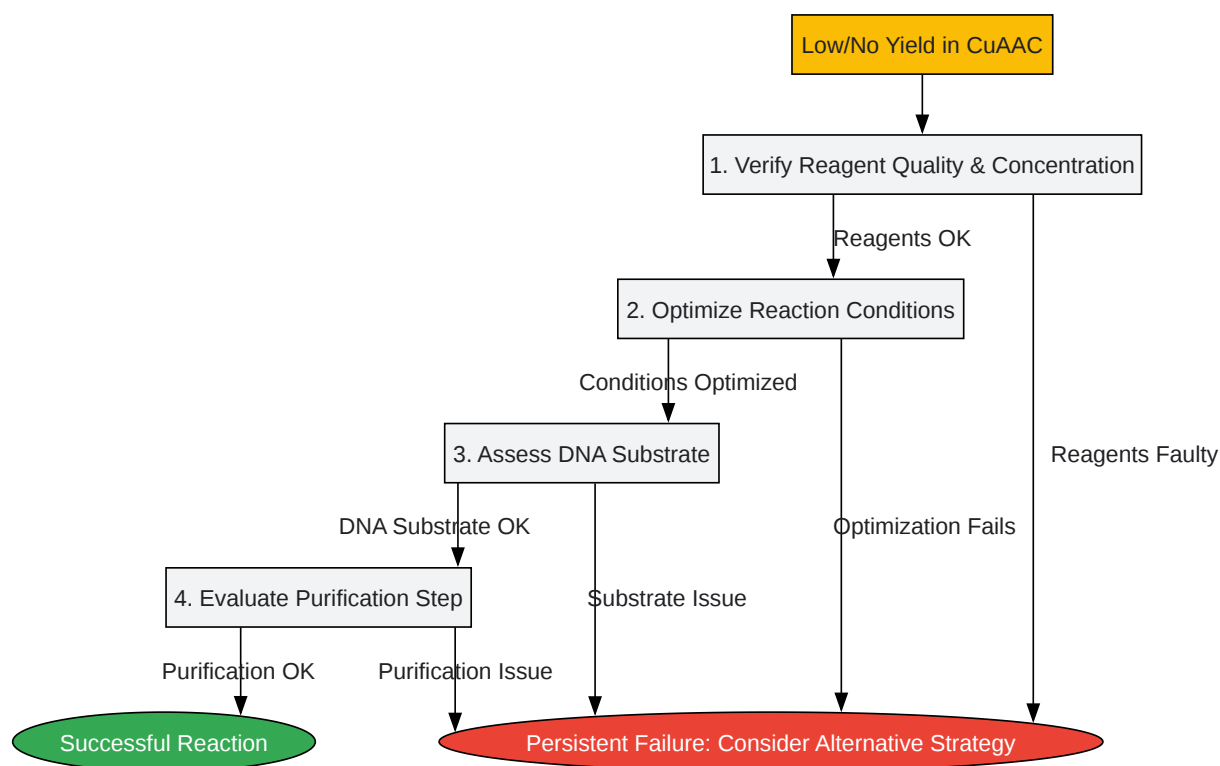 Low/No Yield in CuAAC
1. Verify Reagent Quality & Concentration
Reagents OK
2. Optimize Reaction Conditions
Conditions Optimized
3. Assess DNA Substrate
Reagents Faulty
DNA Substrate OK
Optimization Fails
4. Evaluate Purification Step
Substrate Issue
Purification OK
Purification Issue
Successful Reaction
Persistent Failure: Consider Alternative Strategy